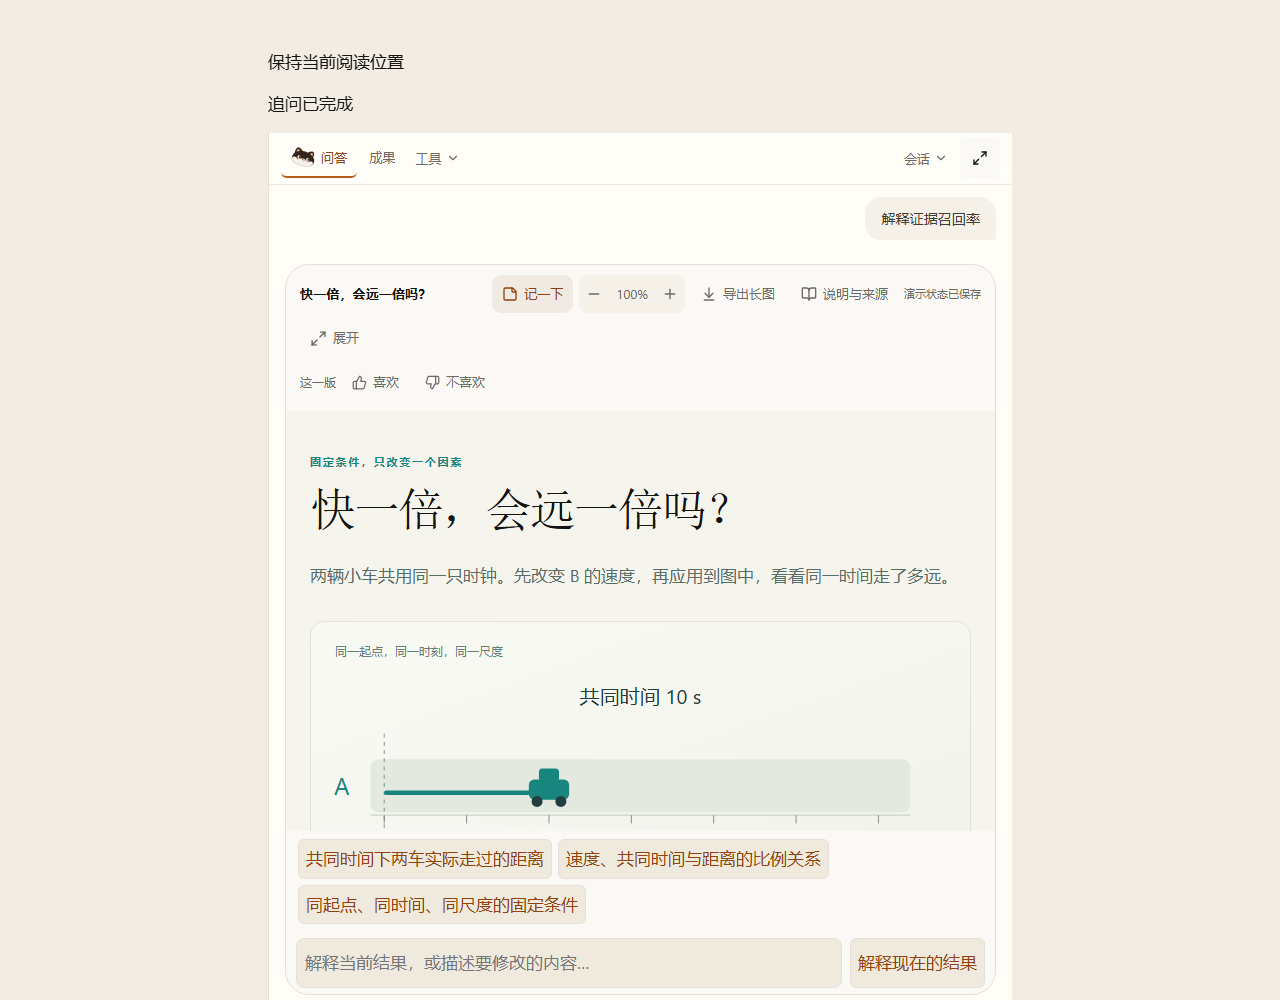 保持当前阅读位置
追问已完成
问答 成果 工具 会话
解释证据召回率
快一倍，会远一倍吗？ 记一下 100% 导出长图 说明与来源 演示状态已保存
展开
这一版 喜欢 不喜欢
固定条件，只改变一个因素
快一倍，会远一倍吗？
两辆小车共用同一只时钟。先改变 B 的速度，再应用到图中，看看同一时间走了多远。
同一起点，同一时刻，同一尺度
共同时间 10 s
A
共同时间下两车实际走过的距离 速度、共同时间与距离的比例关系
同起点、同时间、同尺度的固定条件
解释当前结果，或描述要修改的内容... 解释现在的结果